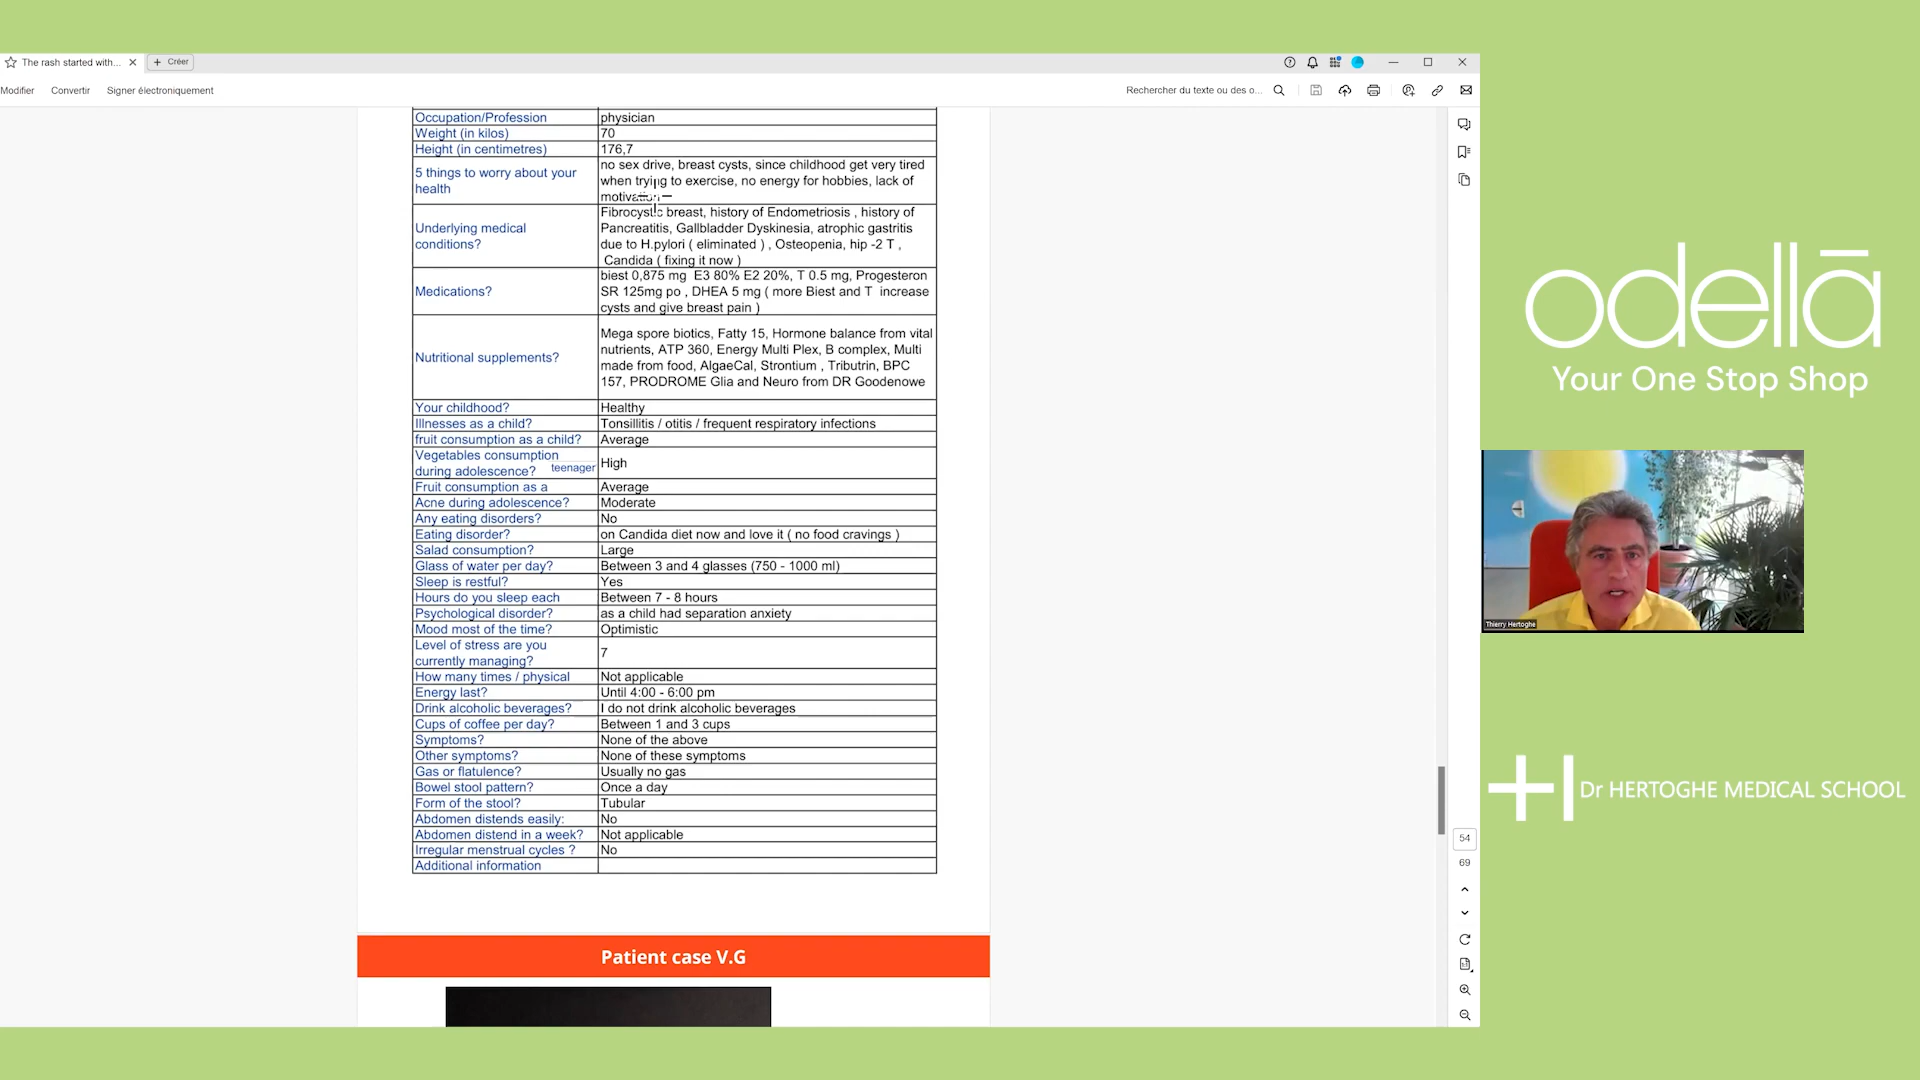 The rash started with...
Créer
Modifier
Convertir
Signer électroniquement
Rechercher du texte ou des o...
Occupation/Profession physician
Weight (in kilos) 70
Height (in centimetres) 176,7
5 things to worry about your health
no sex drive, breast cysts, since childhood get very tired
when trying to exercise, no energy for hobbies, lack of
motivation
Underlying medical
conditions?
Fibrocystic breast, history of Endometriosis , history of
Pancreatitis, Gallbladder Dyskinesia, atrophic gastritis
due to H.pylori ( eliminated ) , Osteopenia, hip -2 T ,
Candida ( fixing it now )
Medications?
biest 0,875 mg E3 80% E2 20%, T 0.5 mg, Progesteron
SR 125mg po , DHEA 5 mg ( more Biest and T increase
cysts and give breast pain )
Nutritional supplements?
Mega spore biotics, Fatty 15, Hormone balance from vital
nutrients, ATP 360, Energy Multi Plex, B complex, Multi
made from food, AlgaeCal, Strontium , Tributrin, BPC
157, PRODROME Glia and Neuro from DR Goodenowe
Your childhood? Healthy
Illnesses as a child? Tonsillitis / otitis / frequent respiratory infections
fruit consumption as a child? Average
Vegetables consumption
during adolescence? teenager High
Fruit consumption as a Average
Acne during adolescence? Moderate
Any eating disorders? No
Eating disorder? on Candida diet now and love it ( no food cravings )
Salad consumption? Large
Glass of water per day? Between 3 and 4 glasses (750 - 1000 ml)
Sleep is restful? Yes
Hours do you sleep each Between 7 - 8 hours
Psychological disorder? as a child had separation anxiety
Mood most of the time? Optimistic
Level of stress are you
currently managing? 7
How many times / physical Not applicable
Energy last? Until 4:00 - 6:00 pm
Drink alcoholic beverages? I do not drink alcoholic beverages
Cups of coffee per day? Between 1 and 3 cups
Symptoms? None of the above
Other symptoms? None of these symptoms
Gas or flatulence? Usually no gas
Bowel stool pattern? Once a day
Form of the stool? Tubular
Abdomen distends easily: No
Abdomen distend in a week? Not applicable
Irregular menstrual cycles ? No
Additional information
Patient case V.G
54
69
odellā
Your One Stop Shop
Thierry Hertoghe
Dr HERTOGHE MEDICAL SCHOOL